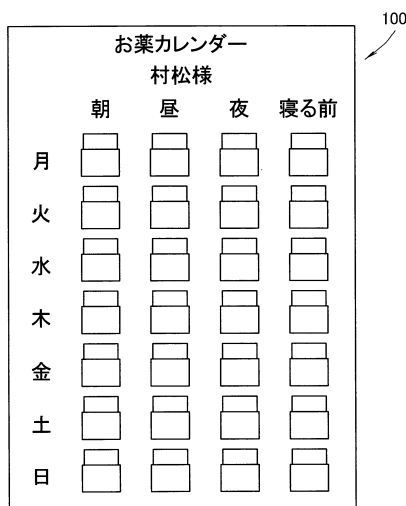 100
お薬カレンダー
村松様
朝 昼 夜 寝る前
月
火
水
木
金
土
日